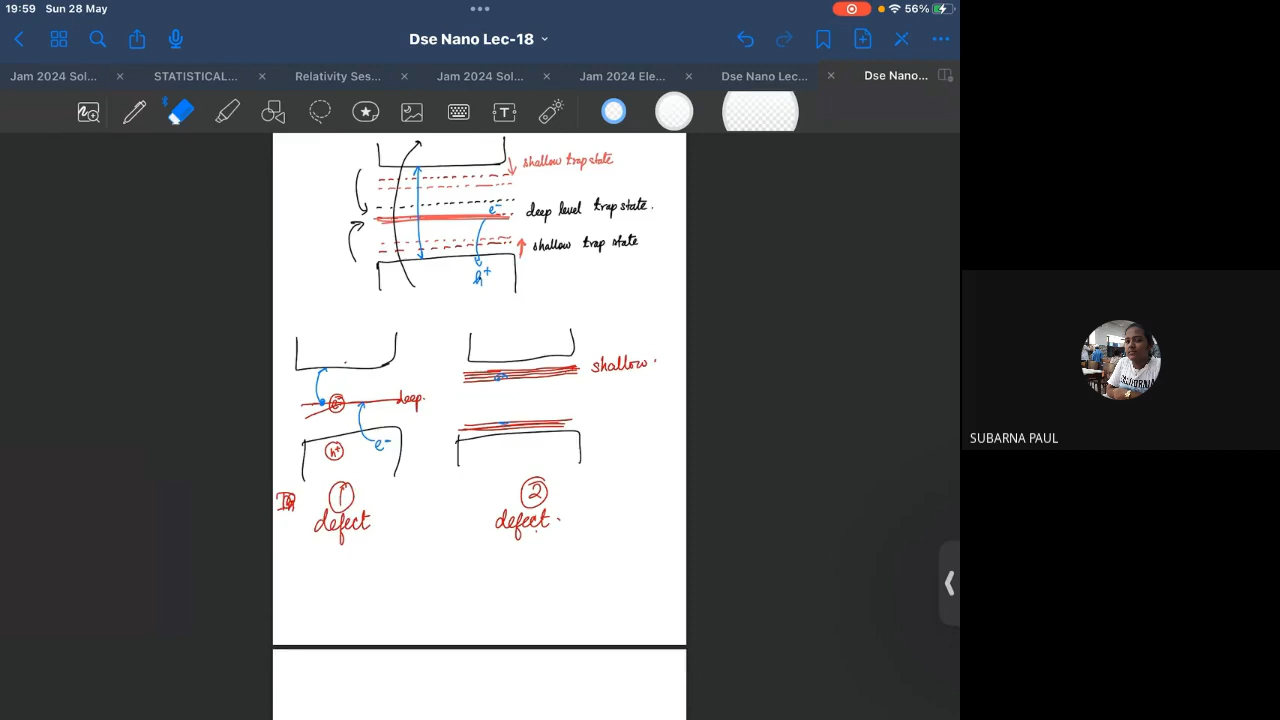 19:59 Sun 28 May
56%
Dse Nano Lec-18
Jam 2024 Sol...
STATISTICAL...
Relativity Ses...
Jam 2024 Sol...
Jam 2024 Ele...
Dse Nano Lec...
Dse Nano...
shallow trap state
e-
deep level trap state.
shallow trap state
e
h+
shallow.
e-
deep.
e-
h+
1
defect
2
defect.
SUBARNA PAUL